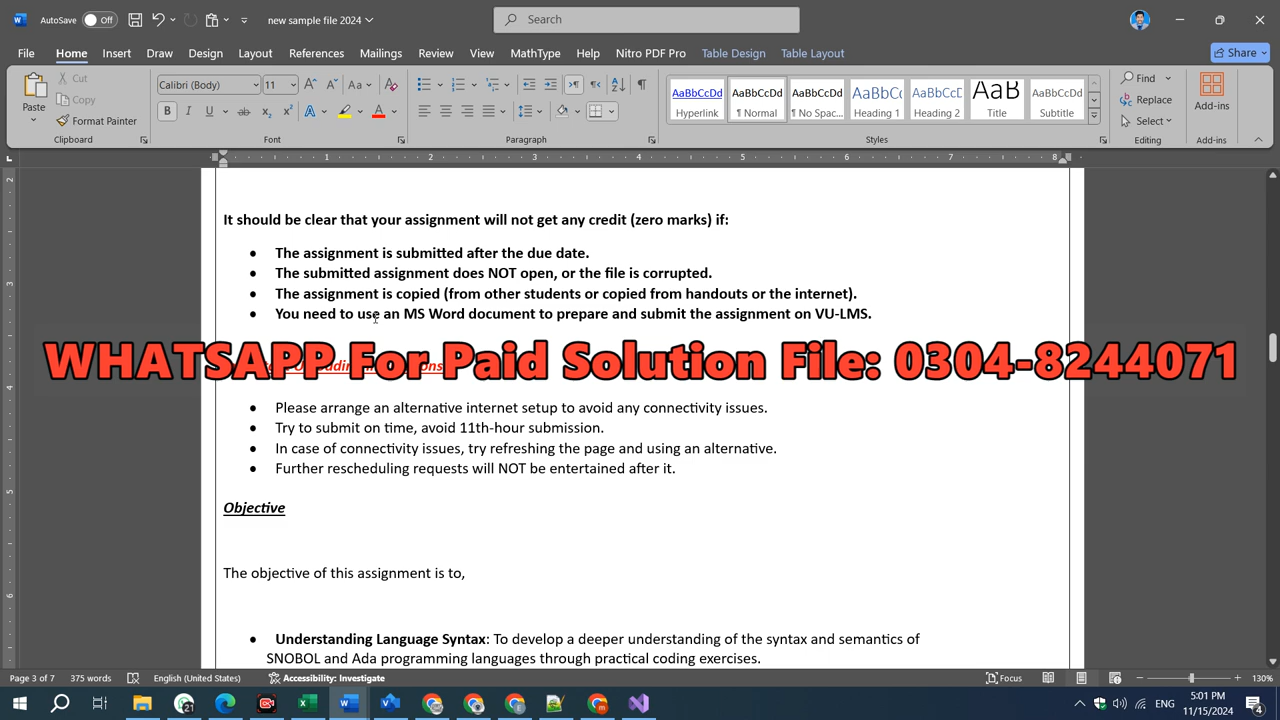 AutoSave Off new sample file 2024 Search
File Home Insert Draw Design Layout References Mailings Review View MathType Help Nitro PDF Pro Table Design Table Layout Share
Paste Cut Copy Format Painter Clipboard
Calibri (Body) 11 Font
Paragraph
AaBbCcDd Hyperlink
AaBbCcDd ¶ Normal
AaBbCcDd ¶ No Spac...
AaBbCc Heading 1
AaBbCcD Heading 2
AaB Title
AaBbCcDd Subtitle
Styles
Find Replace Select Editing
Add-ins Add-ins
It should be clear that your assignment will not get any credit (zero marks) if:
• The assignment is submitted after the due date.
• The submitted assignment does NOT open, or the file is corrupted.
• The assignment is copied (from other students or copied from handouts or the internet).
• You need to use an MS Word document to prepare and submit the assignment on VU-LMS.
WHATSAPP For Paid Solution File: 0304-8244071
• Please arrange an alternative internet setup to avoid any connectivity issues.
• Try to submit on time, avoid 11th-hour submission.
• In case of connectivity issues, try refreshing the page and using an alternative.
• Further rescheduling requests will NOT be entertained after it.
Objective
The objective of this assignment is to,
• Understanding Language Syntax: To develop a deeper understanding of the syntax and semantics of
SNOBOL and Ada programming languages through practical coding exercises.
Page 3 of 7 375 words English (United States) Accessibility: Investigate Focus 130%
21 ENG 5:01 PM
11/15/2024 4